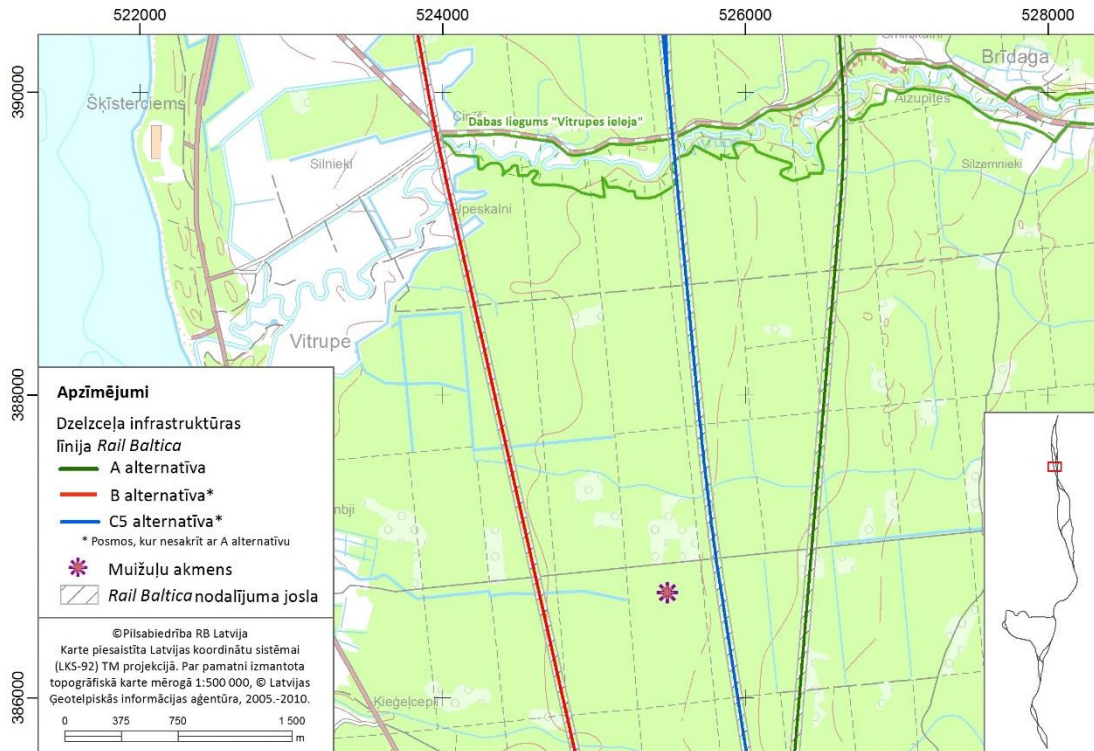 522000
524000
526000
528000
390000
388000
386000
Brīdaga
Šķīsterciems
Aizupītes
Dabas liegums "Vitrupes ieleja"
Silnieki
Silzemnieki
Upeskalni
Vitrupe
Apzīmējumi
Dzelzceļa infrastruktūras
līnija Rail Baltica
A alternatīva
B alternatīva*
C5 alternatīva*
* Posmos, kur nesakrīt ar A alternatīvu
Muižuļu akmens
Rail Baltica nodalījuma josla
©Pilsabiedrība RB Latvija
Karte piesaistīta Latvijas koordinātu sistēmai
(LKS-92) TM projekcijā. Par pamatni izmantota
topogrāfiskā karte mērogā 1:500 000, © Latvijas
Ģeotelpiskās informācijas aģentūra, 2005.-2010.
0 375 750 1 500
m